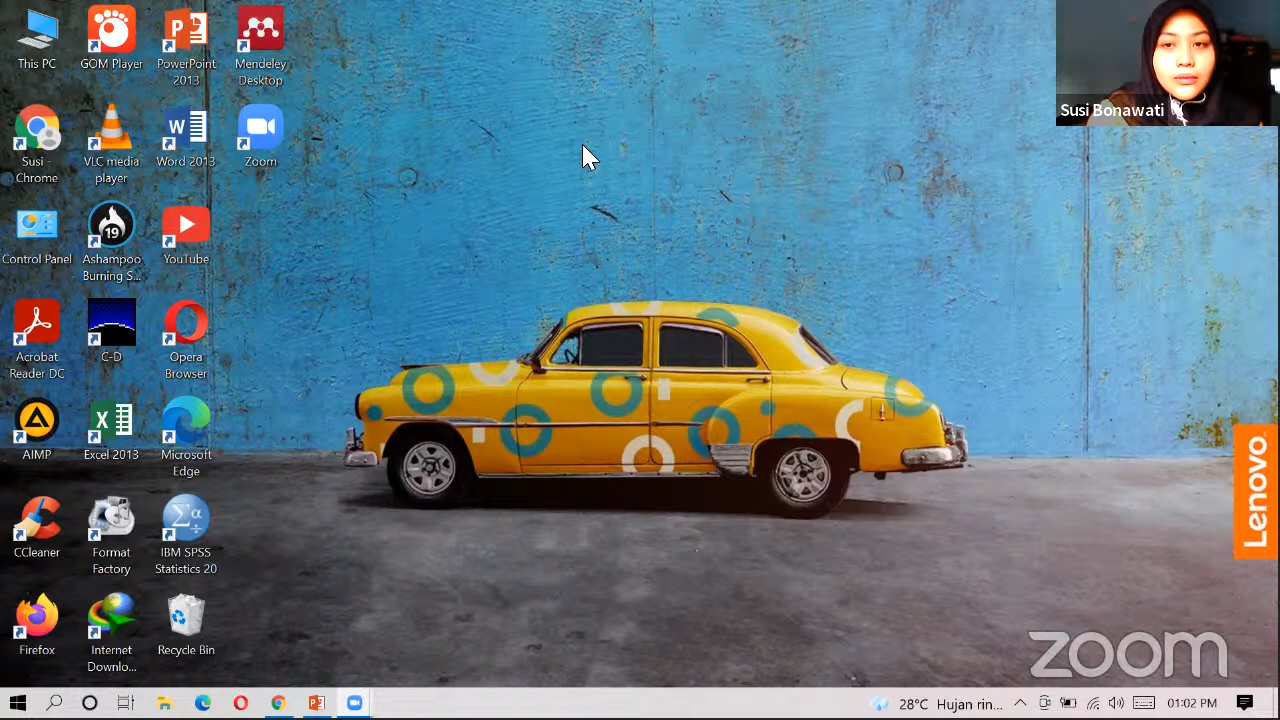 This PC
GOM Player
PowerPoint
2013
Mendeley
Desktop
Susi Bonawati
Susi -
Chrome
VLC media
player
Word 2013
Zoom
Control Panel
19
Ashampoo
Burning S...
YouTube
Acrobat
Reader DC
C-D
Opera
Browser
AIMP
Excel 2013
Microsoft
Edge
Lenovo
CCleaner
Format
Factory
IBM SPSS
Statistics 20
Firefox
Internet
Downlo...
Recycle Bin
zoom
28°C Hujan rin... 01:02 PM